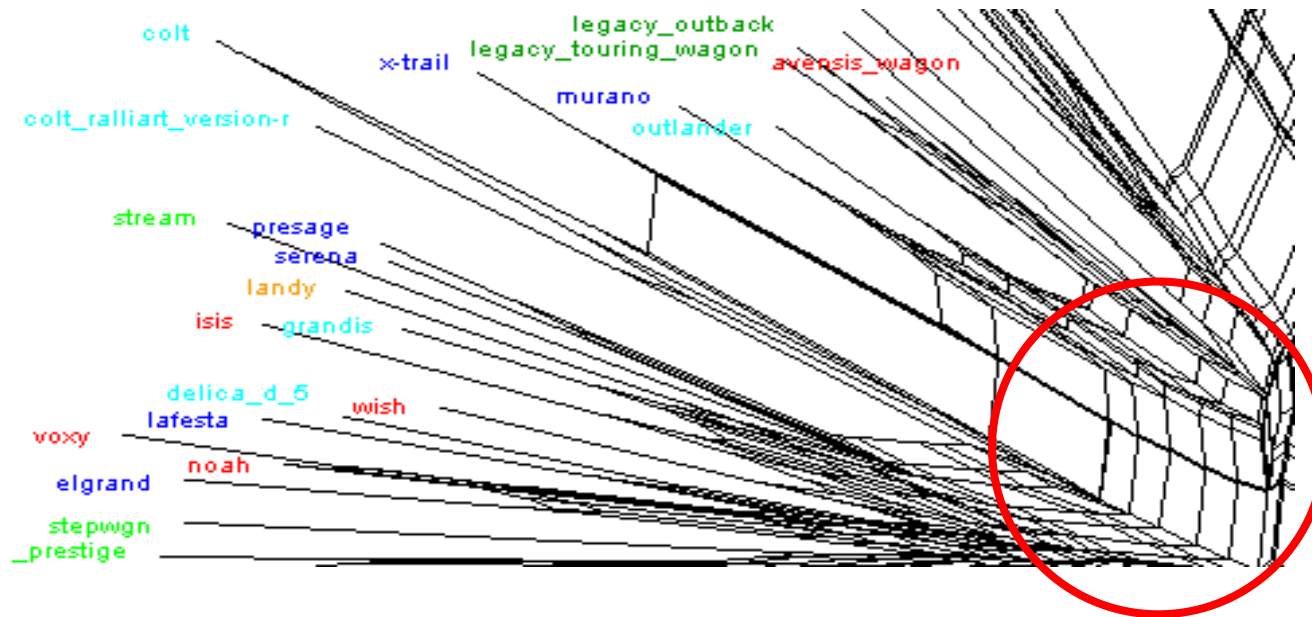 legacy_outback
colt
legacy_touring_wagon
x-trail
avensis_wagon
murano
colt_ralliart_version-r
outlander
stream
presage
serena
landy
isis
grandis
delica_d_5
wish
lafesta
voxy
noah
elgrand
stepwgn
_prestige